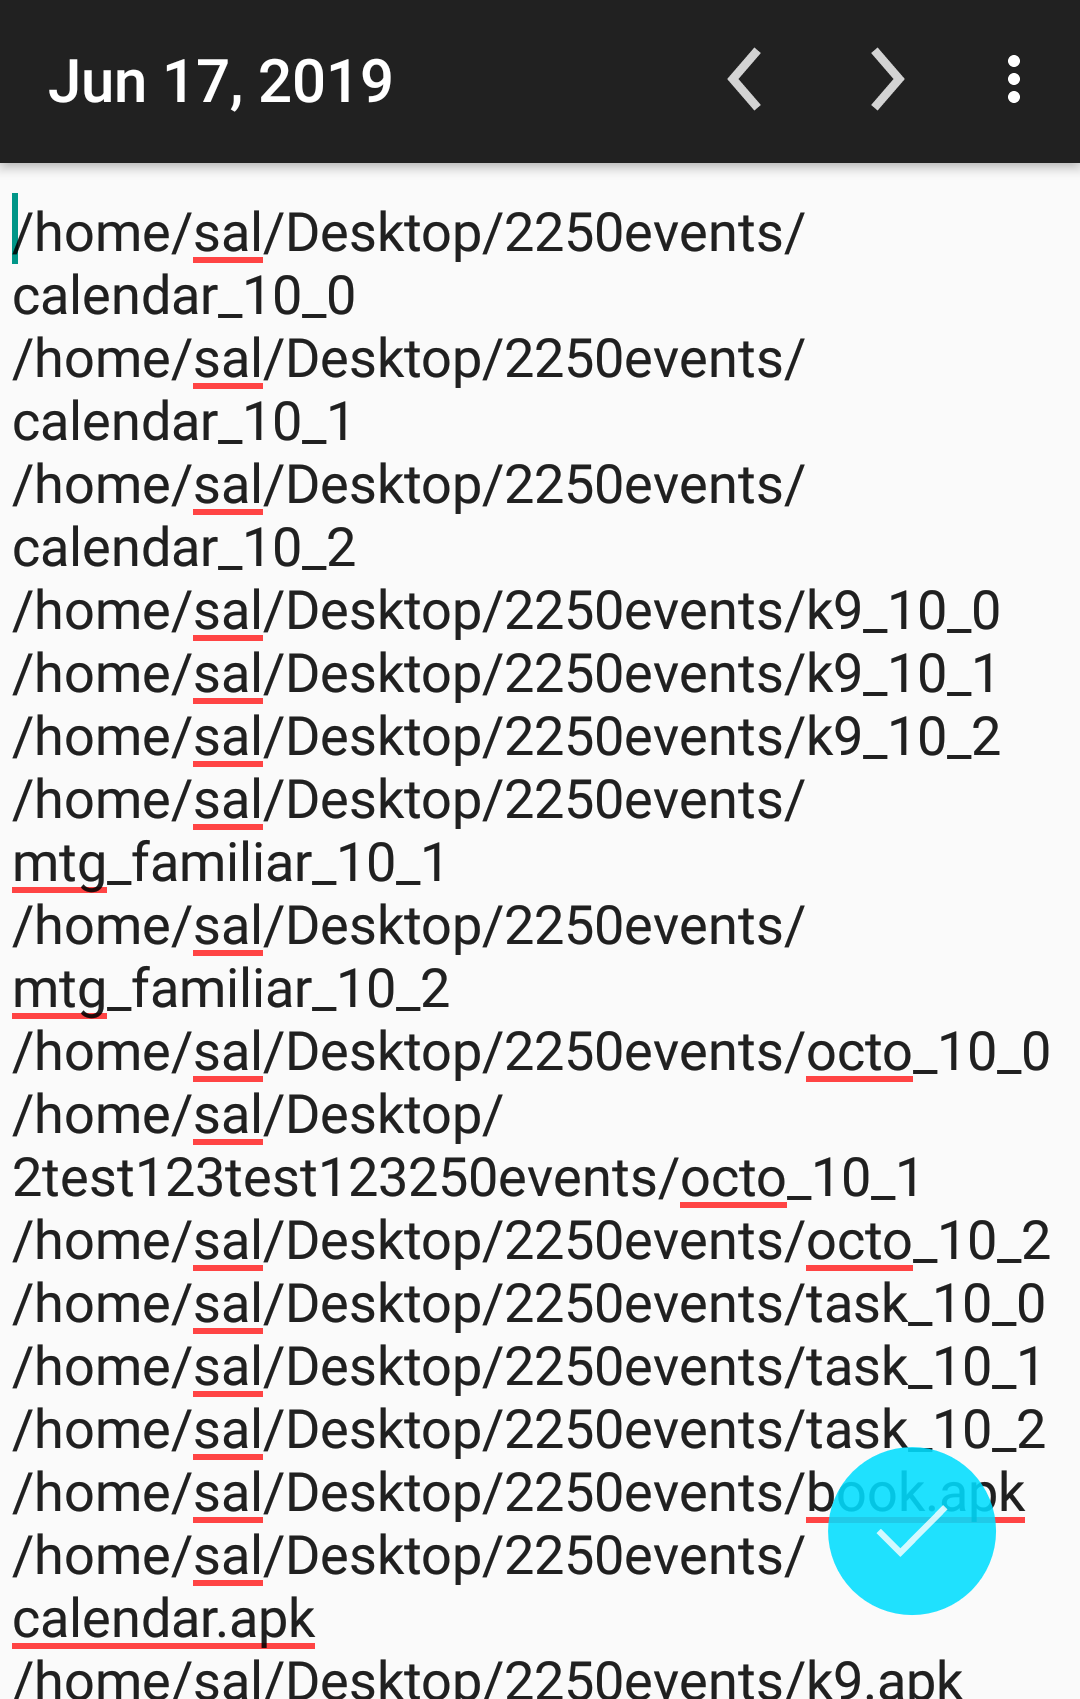 Jun 17, 2019
/home/sal/Desktop/2250events/
calendar_10_0
/home/sal/Desktop/2250events/
calendar_10_1
/home/sal/Desktop/2250events/
calendar_10_2
/home/sal/Desktop/2250events/k9_10_0
/home/sal/Desktop/2250events/k9_10_1
/home/sal/Desktop/2250events/k9_10_2
/home/sal/Desktop/2250events/
mtg_familiar_10_1
/home/sal/Desktop/2250events/
mtg_familiar_10_2
/home/sal/Desktop/2250events/octo_10_0
/home/sal/Desktop/
2test123test123250events/octo_10_1
/home/sal/Desktop/2250events/octo_10_2
/home/sal/Desktop/2250events/task_10_0
/home/sal/Desktop/2250events/task_10_1
/home/sal/Desktop/2250events/task_10_2
/home/sal/Desktop/2250events/book.apk
/home/sal/Desktop/2250events/
calendar.apk
/home/sal/Desktop/2250events/k9.apk